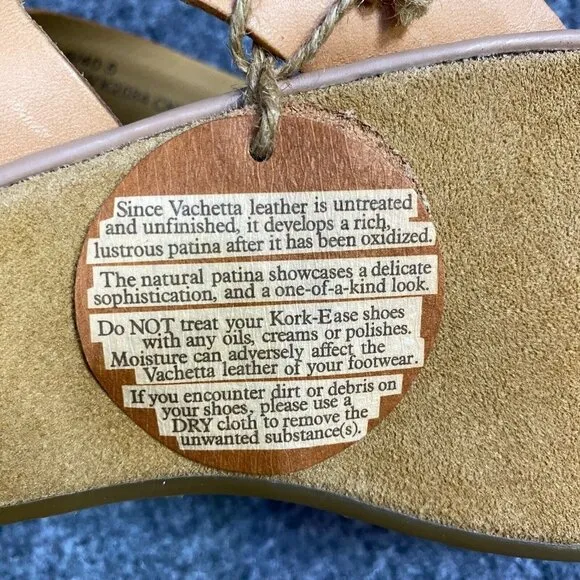 Since Vachetta leather is untreated
and unfinished, it develops a rich,
lustrous patina after it has been oxidized.
The natural patina showcases a delicate
sophistication, and a one-of-a-kind look.
Do NOT treat your Kork-Ease shoes
with any oils, creams or polishes.
Moisture can adversely affect the
Vachetta leather of your footwear.
If you encounter dirt or debris on
your shoes, please use a
DRY cloth to remove the
unwanted substance(s).